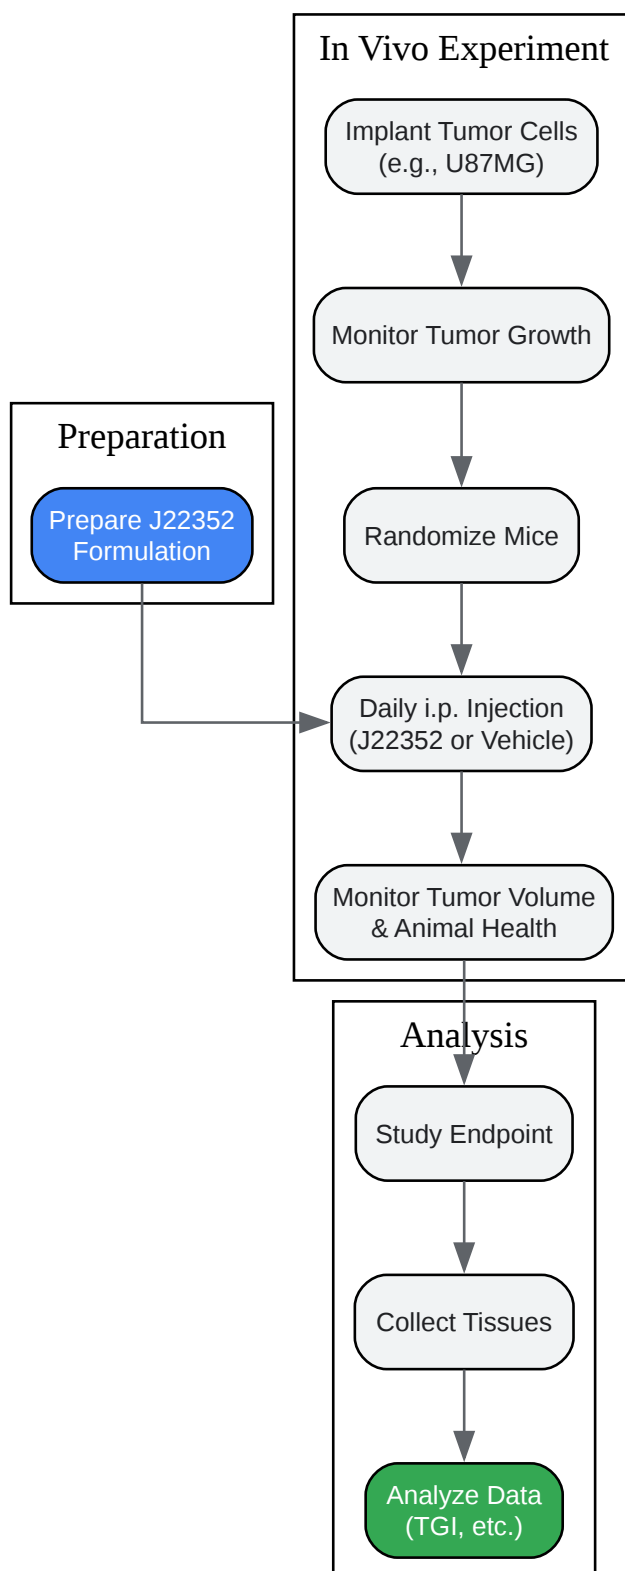 In Vivo Experiment
Implant Tumor Cells
(e.g., U87MG)
Monitor Tumor Growth
Preparation
Prepare J22352
Formulation
Randomize Mice
Daily i.p. Injection
(J22352 or Vehicle)
Monitor Tumor Volume
& Animal Health
Analysis
Study Endpoint
Collect Tissues
Analyze Data
(TGI, etc.)